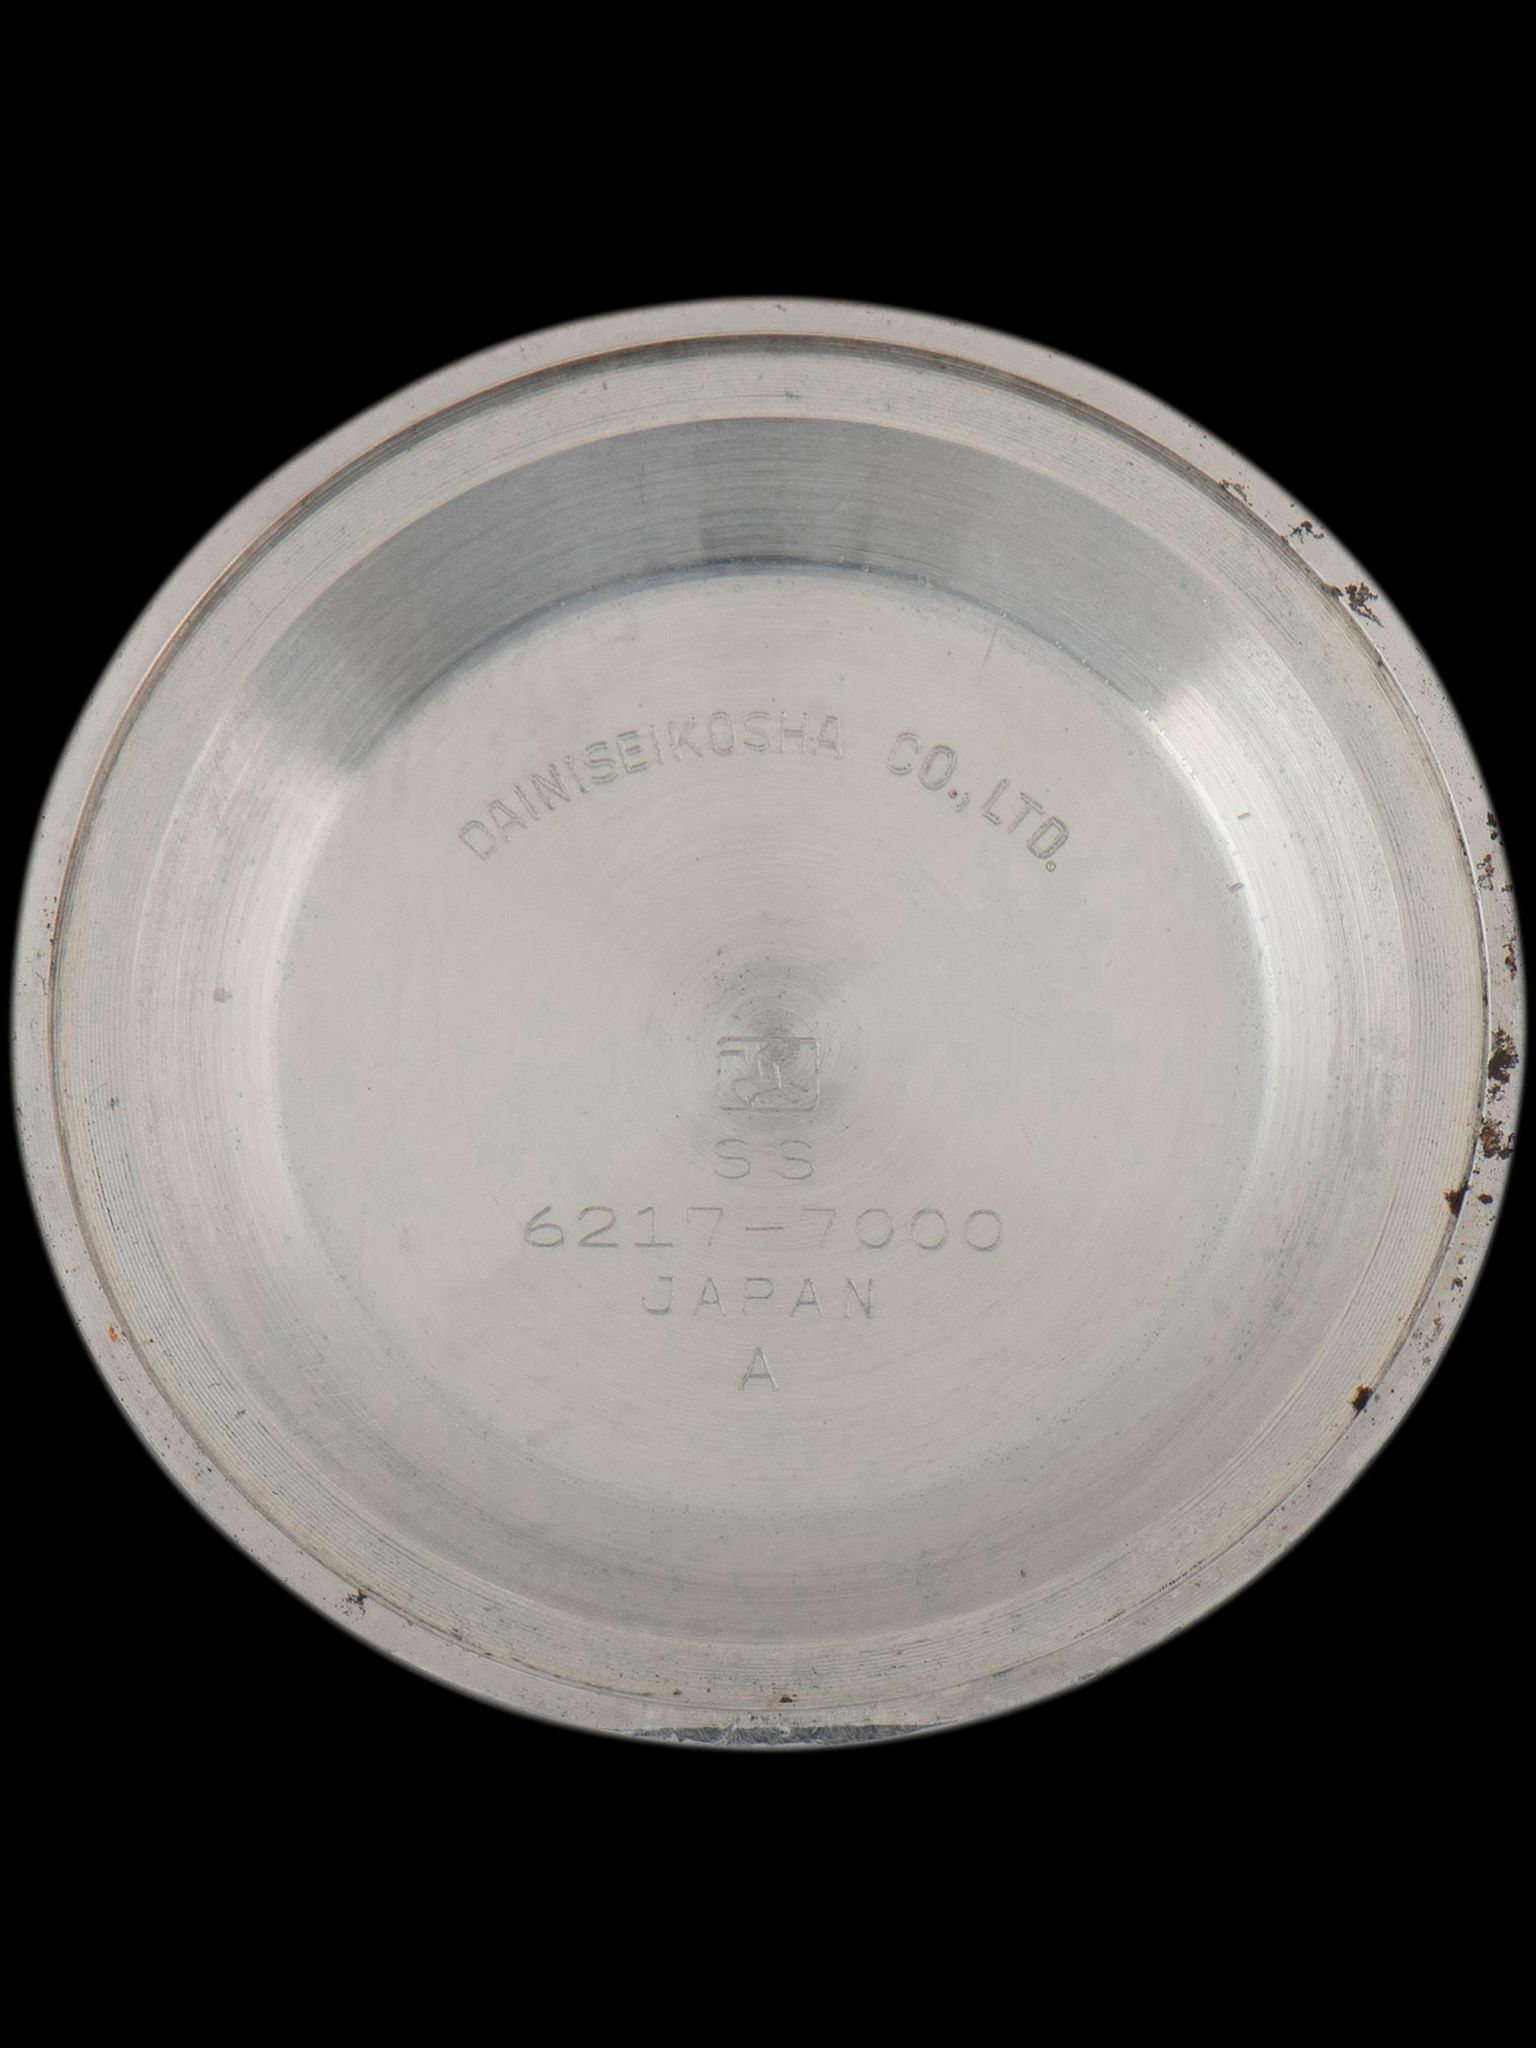 DAINISEIKOSHA CO., LTD.
SS
6217-7000
JAPAN
A